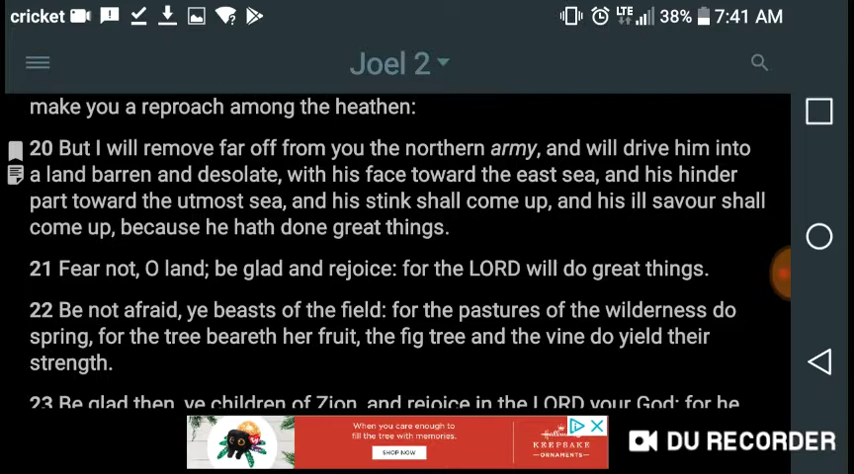 cricket LTE 38% 7:41 AM
Joel 2
make you a reproach among the heathen:
20 But I will remove far off from you the northern army, and will drive him into
a land barren and desolate, with his face toward the east sea, and his hinder
part toward the utmost sea, and his stink shall come up, and his ill savour shall
come up, because he hath done great things.
21 Fear not, O land; be glad and rejoice: for the LORD will do great things.
22 Be not afraid, ye beasts of the field: for the pastures of the wilderness do
spring, for the tree beareth her fruit, the fig tree and the vine do yield their
strength.
23 Be glad then, ye children of Zion, and rejoice in the LORD your God: for he
When you care enough to
fill the tree with memories.
SHOP NOW
Hallmark
KEEPSAKE
ORNAMENTS
DU RECORDER